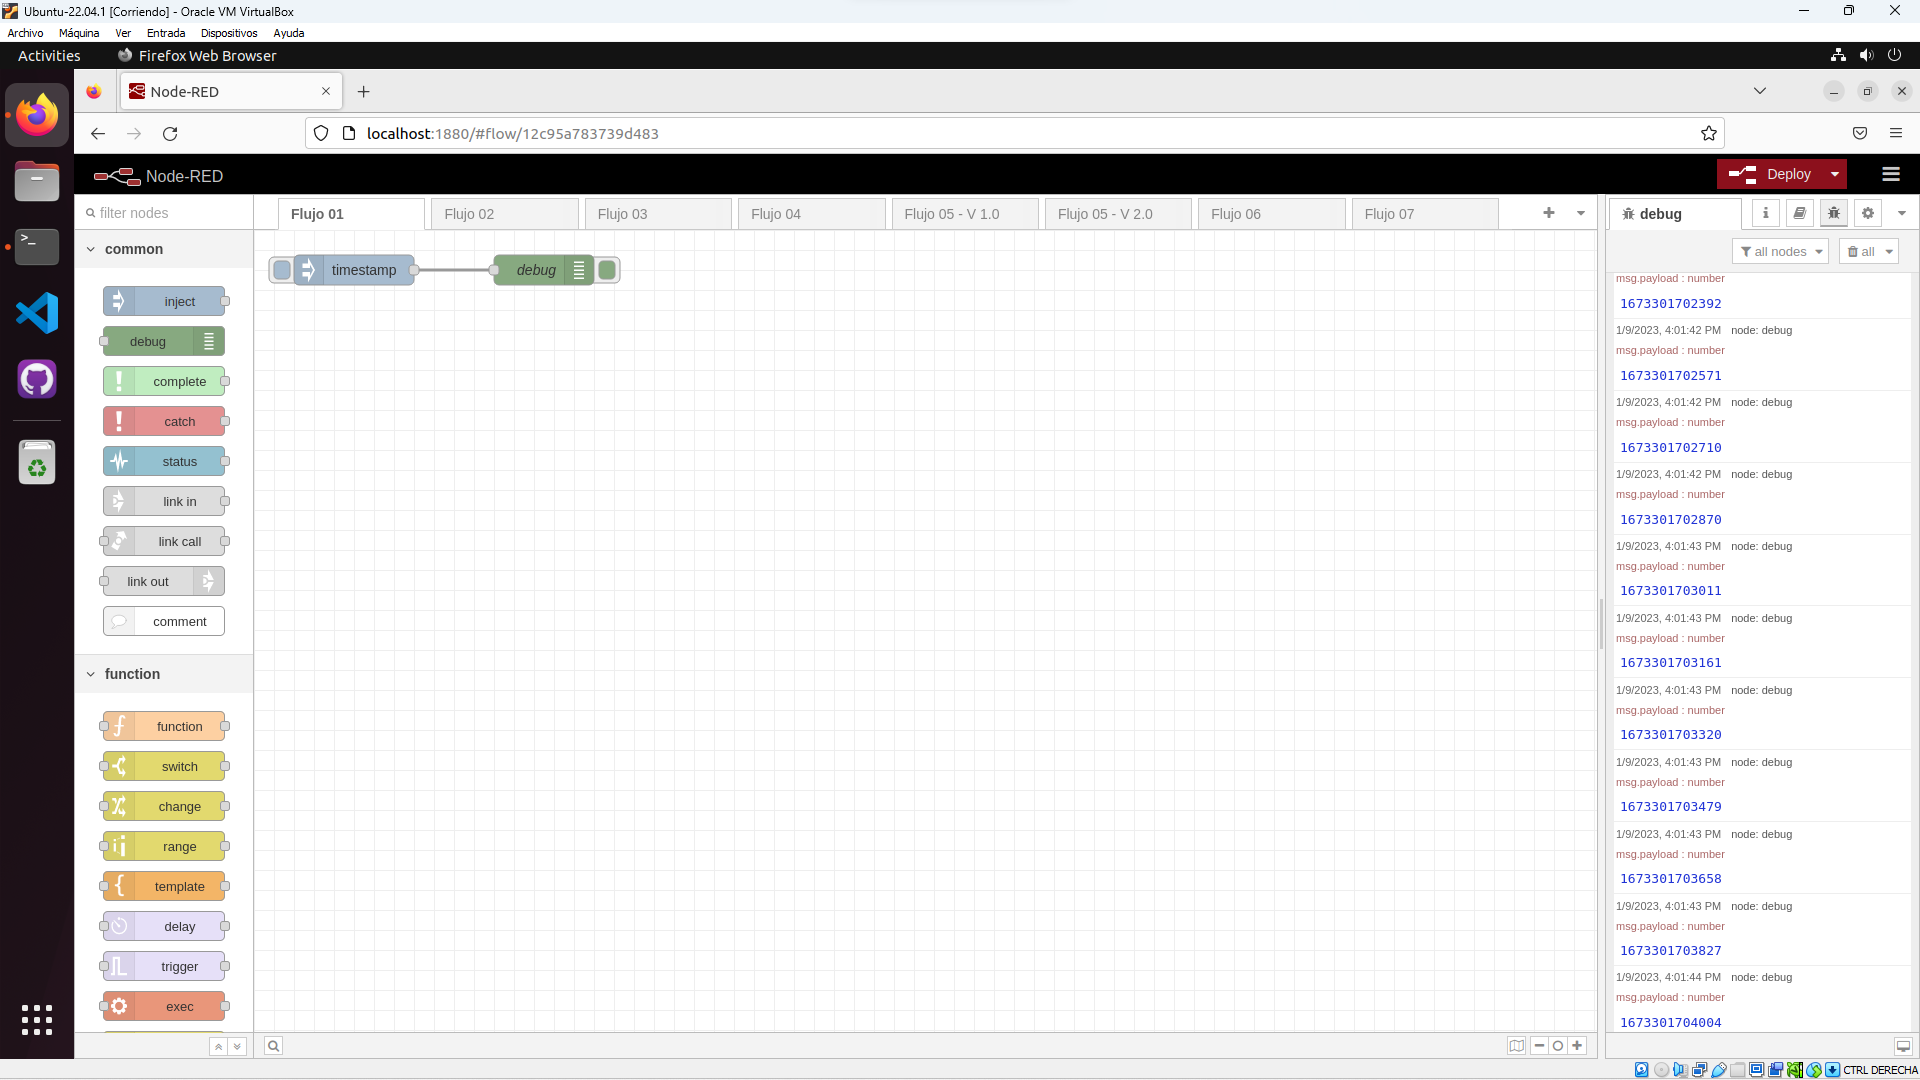 Ubuntu-22.04.1 [Corriendo] - Oracle VM VirtualBox
Archivo Máquina Ver Entrada Dispositivos Ayuda
Activities Firefox Web Browser
Node-RED
localhost:1880/#flow/12c95a783739d483
Node-RED
Deploy
filter nodes
Flujo 01 Flujo 02 Flujo 03 Flujo 04 Flujo 05 - V 1.0 Flujo 05 - V 2.0 Flujo 06 Flujo 07
debug
all nodes all
common
inject
debug
complete
catch
status
link in
link call
link out
comment
function
function
switch
change
range
template
delay
trigger
exec
timestamp debug
msg.payload : number
1673301702392
1/9/2023, 4:01:42 PM node: debug
msg.payload : number
1673301702571
1/9/2023, 4:01:42 PM node: debug
msg.payload : number
1673301702710
1/9/2023, 4:01:42 PM node: debug
msg.payload : number
1673301702870
1/9/2023, 4:01:43 PM node: debug
msg.payload : number
1673301703011
1/9/2023, 4:01:43 PM node: debug
msg.payload : number
1673301703161
1/9/2023, 4:01:43 PM node: debug
msg.payload : number
1673301703320
1/9/2023, 4:01:43 PM node: debug
msg.payload : number
1673301703479
1/9/2023, 4:01:43 PM node: debug
msg.payload : number
1673301703658
1/9/2023, 4:01:43 PM node: debug
msg.payload : number
1673301703827
1/9/2023, 4:01:44 PM node: debug
msg.payload : number
1673301704004
CTRL DERECHA